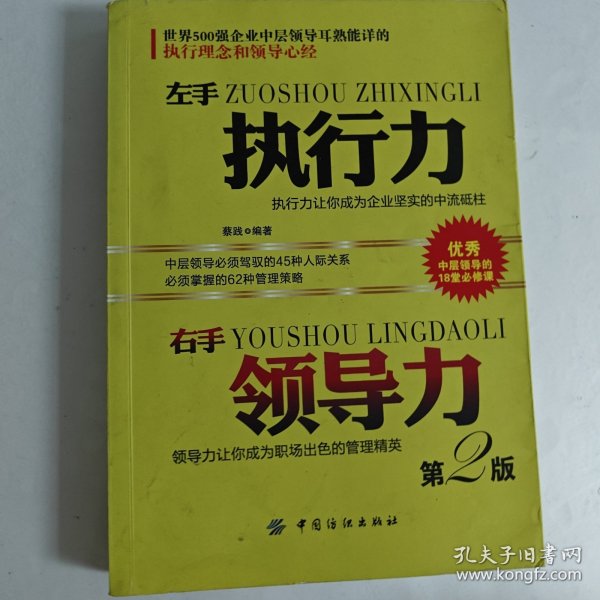 世界500强企业中层领导耳熟能详的
执行理念和领导心经
左手 ZUOSHOU ZHIXINGLI
执行力
执行力让你成为企业坚实的中流砥柱
蔡践 编著
中层领导必须驾驭的45种人际关系
必须掌握的62种管理策略
优秀
中层领导的
18堂必修课
右手 YOUSHOU LINGDAOLI
领导力
领导力让你成为职场出色的管理精英
第2版
中国纺织出版社
孔夫子旧书网
www.kongfz.com